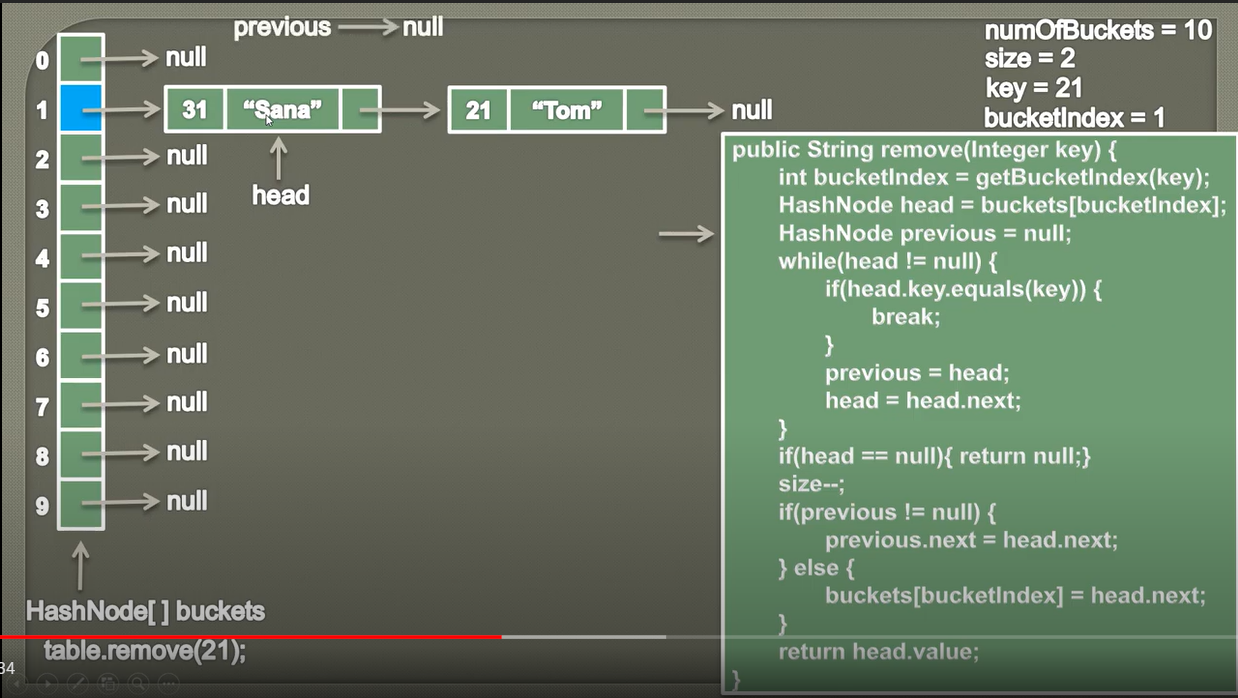 previous null
numOfBuckets = 10
size = 2
key = 21
bucketIndex = 1
0 null
1 31 “Sana” 21 “Tom” null
head
2 null
3 null
4 null
5 null
6 null
7 null
8 null
9 null
HashNode[ ] buckets
table.remove(21);
34
public String remove(Integer key) {
int bucketIndex = getBucketIndex(key);
HashNode head = buckets[bucketIndex];
HashNode previous = null;
while(head != null) {
if(head.key.equals(key)) {
break;
}
previous = head;
head = head.next;
}
if(head == null){ return null;}
size--;
if(previous != null) {
previous.next = head.next;
} else {
buckets[bucketIndex] = head.next;
}
return head.value;
}